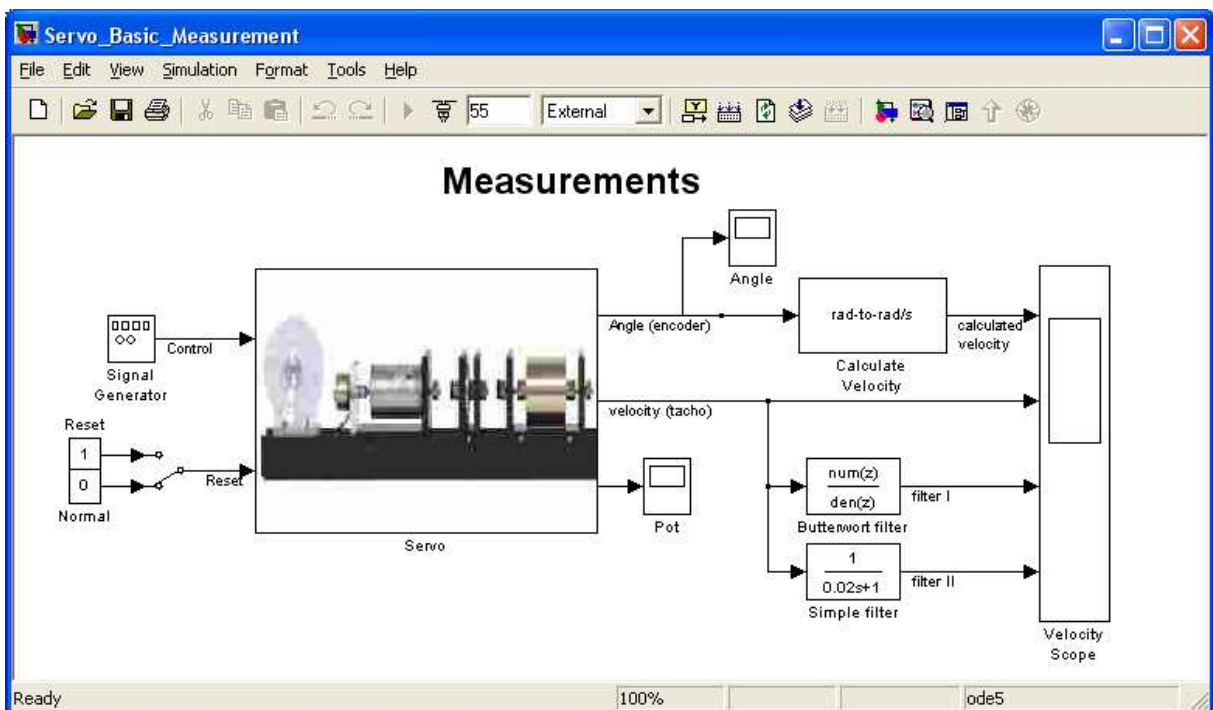 Servo_Basic_Measurement
File Edit View Simulation Format Tools Help
55 External
Measurements
Angle
Angle (encoder)
rad-to-rad/s
calculated
velocity
Calculate
Velocity
Control
Signal
Generator
velocity (tacho)
Reset
1
0
Reset
Normal
Servo
Pot
num(z)
den(z)
filter I
Butterwort filter
1
0.02s+1
filter II
Simple filter
Velocity
Scope
Ready 100% ode5